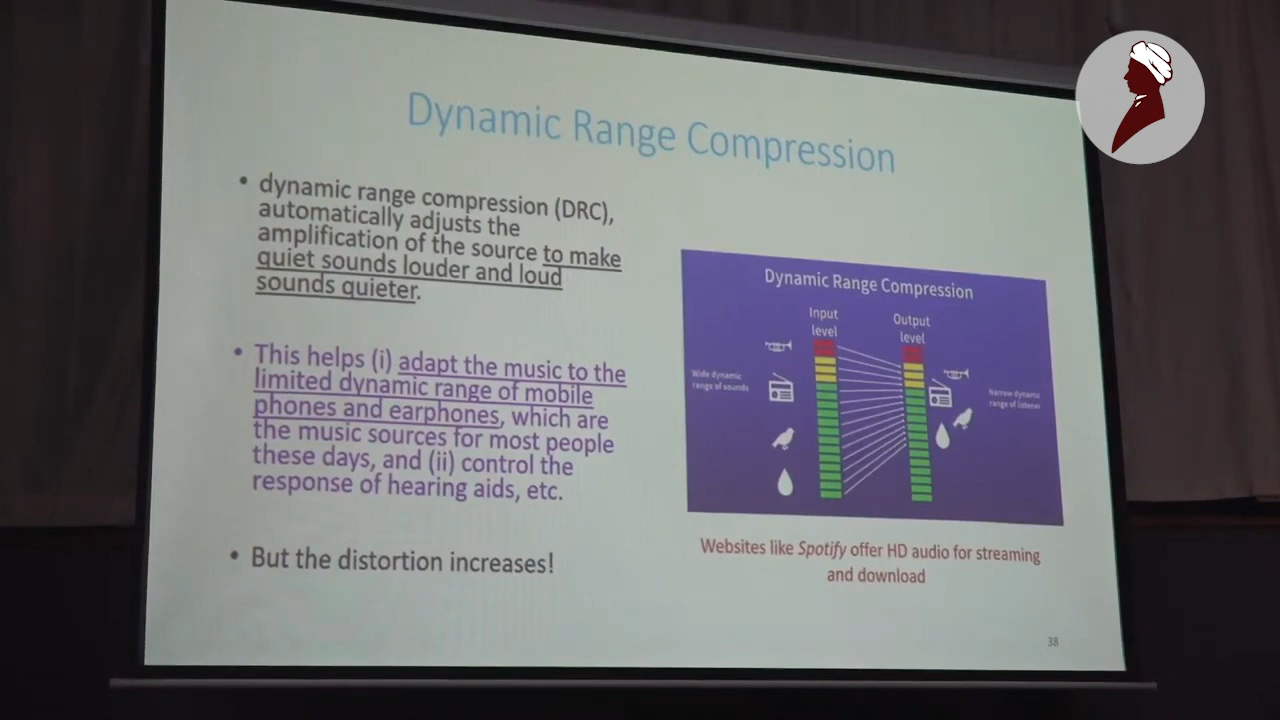 Dynamic Range Compression
• dynamic range compression (DRC),
automatically adjusts the
amplification of the source to make
quiet sounds louder and loud
sounds quieter.
• This helps (i) adapt the music to the
limited dynamic range of mobile
phones and earphones, which are
the music sources for most people
these days, and (ii) control the
response of hearing aids, etc.
• But the distortion increases!
Dynamic Range Compression
Input
level
Output
level
Wide dynamic
range of sounds
Narrow dynamic
range of listener
Websites like Spotify offer HD audio for streaming
and download
38